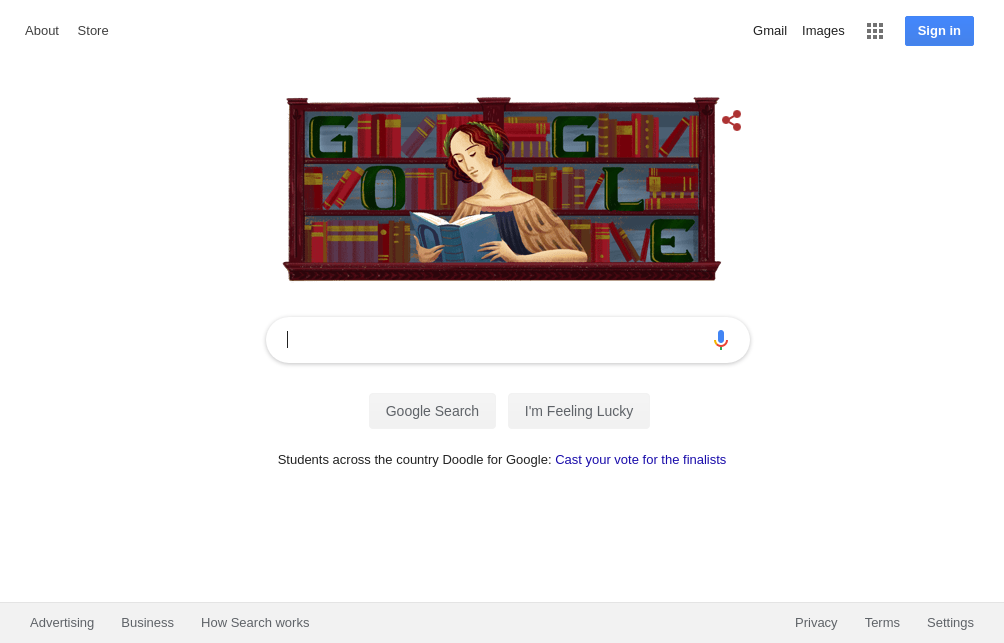 About Store Gmail Images Sign in
G G
O L
E
Google Search I'm Feeling Lucky
Students across the country Doodle for Google: Cast your vote for the finalists
Advertising Business How Search works Privacy Terms Settings